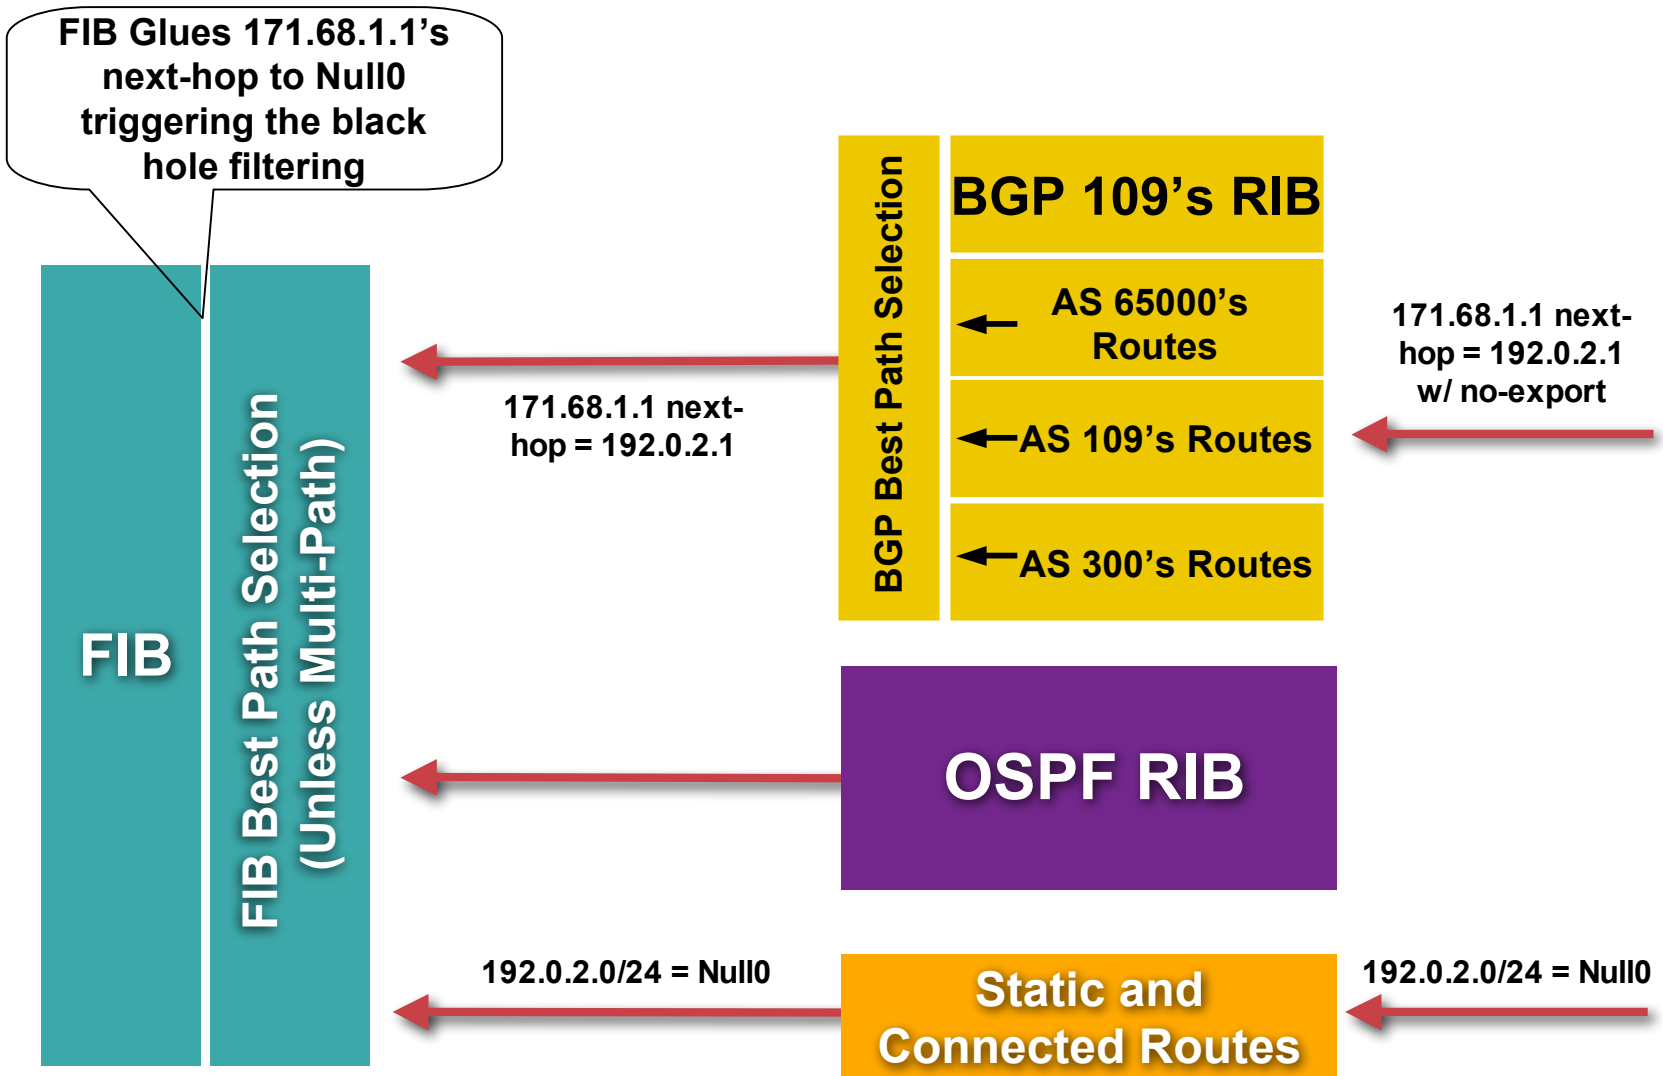 FIB Glues 171.68.1.1’s
next-hop to Null0
triggering the black
hole filtering
FIB
FIB Best Path Selection
(Unless Multi-Path)
171.68.1.1 next-
hop = 192.0.2.1
BGP Best Path Selection
BGP 109’s RIB
AS 65000’s
Routes
AS 109’s Routes
AS 300’s Routes
171.68.1.1 next-
hop = 192.0.2.1
w/ no-export
OSPF RIB
192.0.2.0/24 = Null0
Static and
Connected Routes
192.0.2.0/24 = Null0